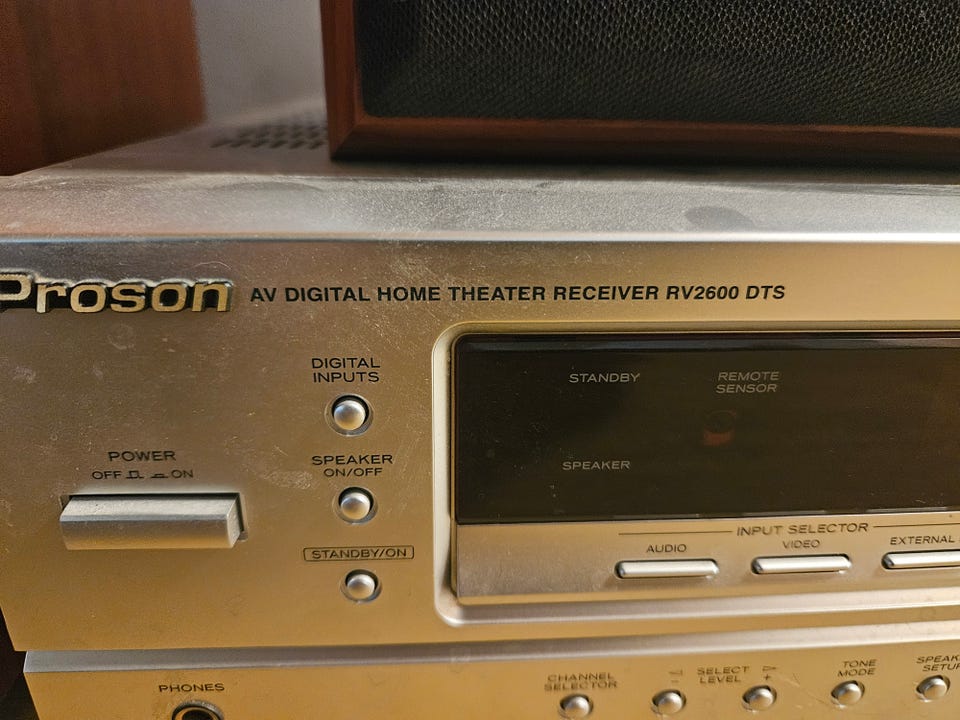 Proson AV DIGITAL HOME THEATER RECEIVER RV2600 DTS
DIGITAL
INPUTS
STANDBY
REMOTE
SENSOR
POWER
OFF ON
SPEAKER
ON/OFF
SPEAKER
STANDBY/ON
INPUT SELECTOR
AUDIO
VIDEO
EXTERNAL
PHONES
CHANNEL
SELECTOR
- SELECT +
LEVEL
TONE
MODE